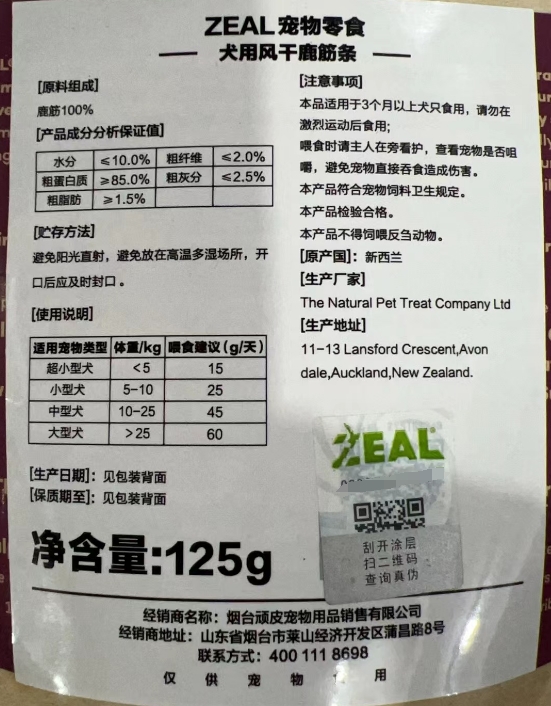 ZEAL宠物零食
犬用风干鹿筋条
[原料组成]
鹿筋100%
[产品成分分析保证值]
水分 ≤10.0% 粗纤维 ≤2.0%
粗蛋白质 ≥85.0% 粗灰分 ≤2.5%
粗脂肪 ≥1.5%
[贮存方法]
避免阳光直射，避免放在高温多湿场所，开
口后应及时封口。
[使用说明]
适用宠物类型 体重/kg 喂食建议(g/天)
超小型犬 <5 15
小型犬 5-10 25
中型犬 10-25 45
大型犬 >25 60
[生产日期]：见包装背面
[保质期至]：见包装背面
净含量:125g
[注意事项]
本品适用于3个月以上犬只食用，请勿在
激烈运动后食用;
喂食时请主人在旁看护，查看宠物是否咀
嚼，避免宠物直接吞食造成伤害。
本产品符合宠物饲料卫生规定。
本产品检验合格。
本产品不得饲喂反刍动物。
[原产国]：新西兰
[生产厂家]
The Natural Pet Treat Company Ltd
[生产地址]
11-13 Lansford Crescent,Avon
dale,Auckland,New Zealand.
ZEAL
刮开涂层
扫二维码
查询真伪
经销商名称：烟台顽皮宠物用品销售有限公司
经销商地址：山东省烟台市莱山经济开发区蒲昌路8号
联系方式：400 111 8698
仅供宠物食用